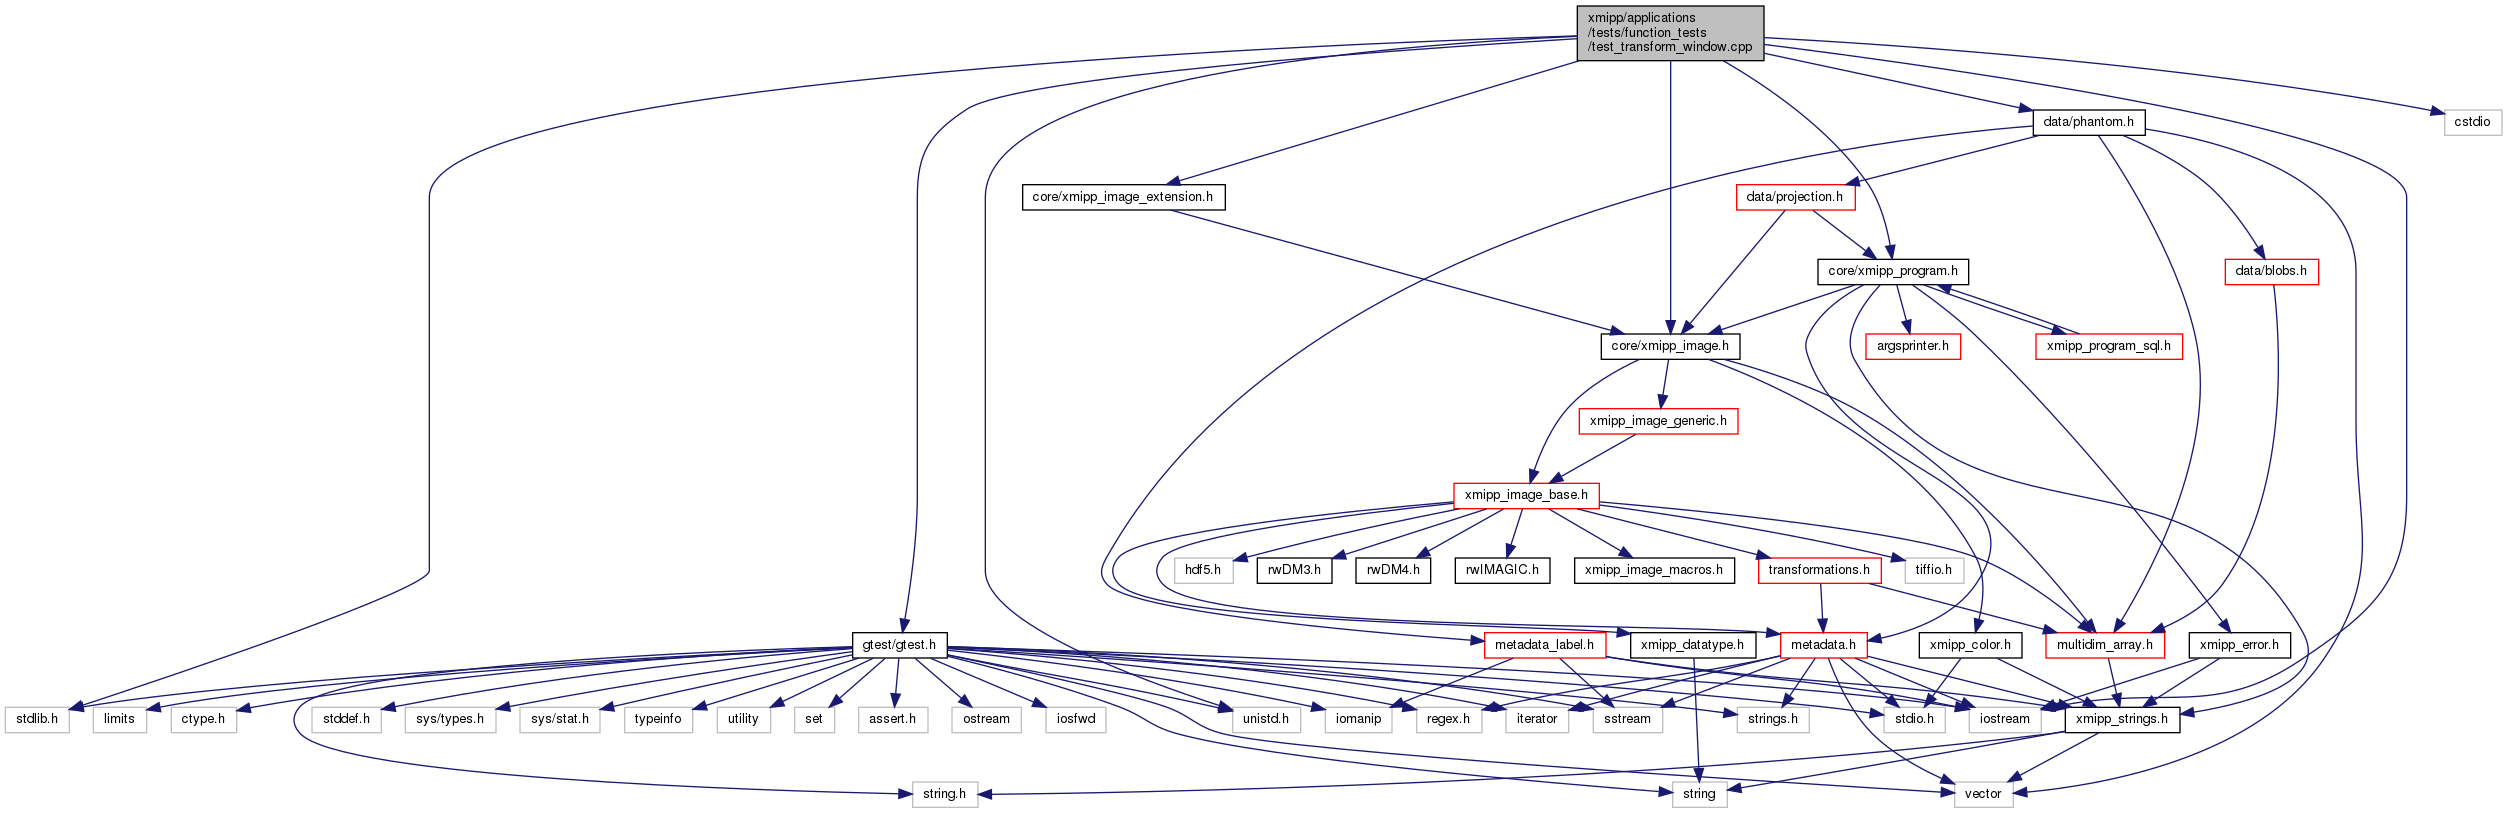 xmipp/applications
/tests/function_tests
/test_transform_window.cpp
data/phantom.h
cstdio
core/xmipp_image_extension.h
data/projection.h
core/xmipp_program.h
data/blobs.h
core/xmipp_image.h
argsprinter.h
xmipp_program_sql.h
xmipp_image_generic.h
xmipp_image_base.h
hdf5.h
rwDM3.h
rwDM4.h
rwIMAGIC.h
xmipp_image_macros.h
transformations.h
tiffio.h
gtest/gtest.h
metadata_label.h
xmipp_datatype.h
metadata.h
xmipp_color.h
multidim_array.h
xmipp_error.h
stdlib.h
limits
ctype.h
stddef.h
sys/types.h
sys/stat.h
typeinfo
utility
set
assert.h
ostream
iosfwd
unistd.h
iomanip
regex.h
iterator
sstream
strings.h
stdio.h
iostream
xmipp_strings.h
string.h
string
vector